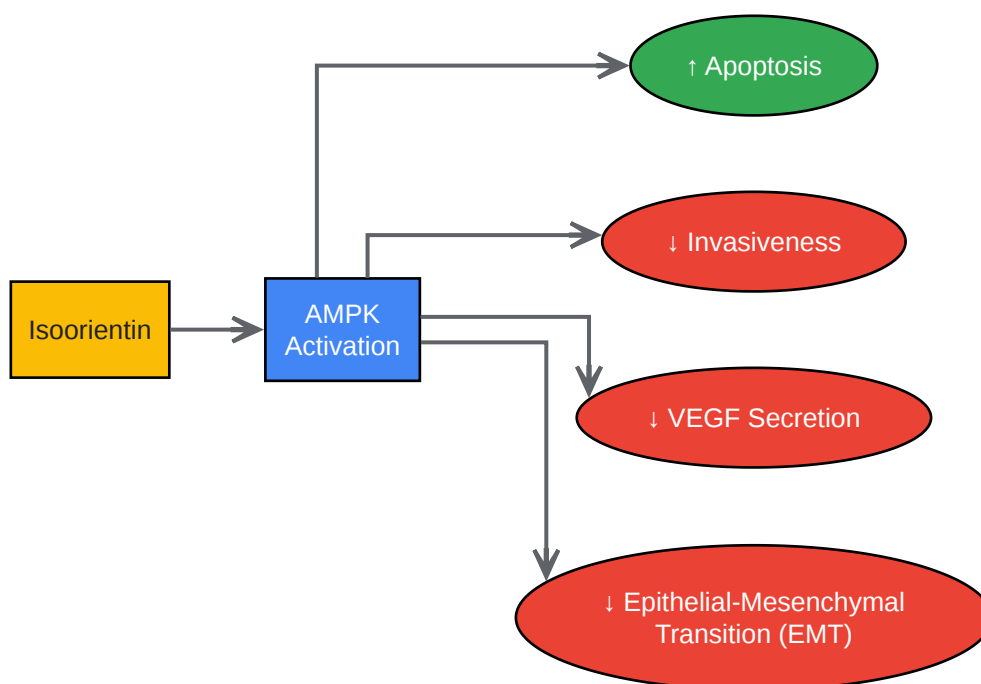 ↑ Apoptosis
↓ Invasiveness
Isoorientin
AMPK
Activation
↓ VEGF Secretion
↓ Epithelial-Mesenchymal
Transition (EMT)